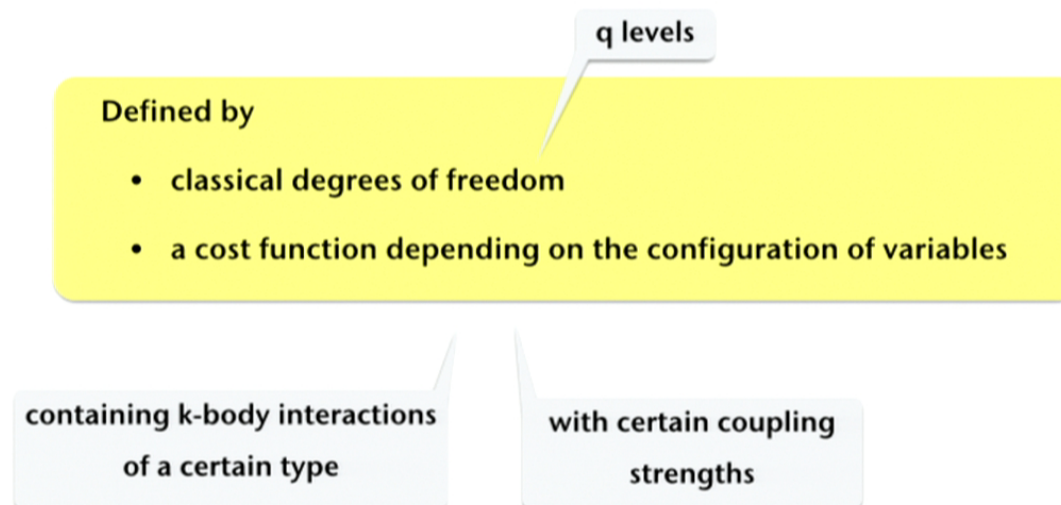 q levels
Defined by
• classical degrees of freedom
• a cost function depending on the configuration of variables
containing k-body interactions
of a certain type
with certain coupling
strengths